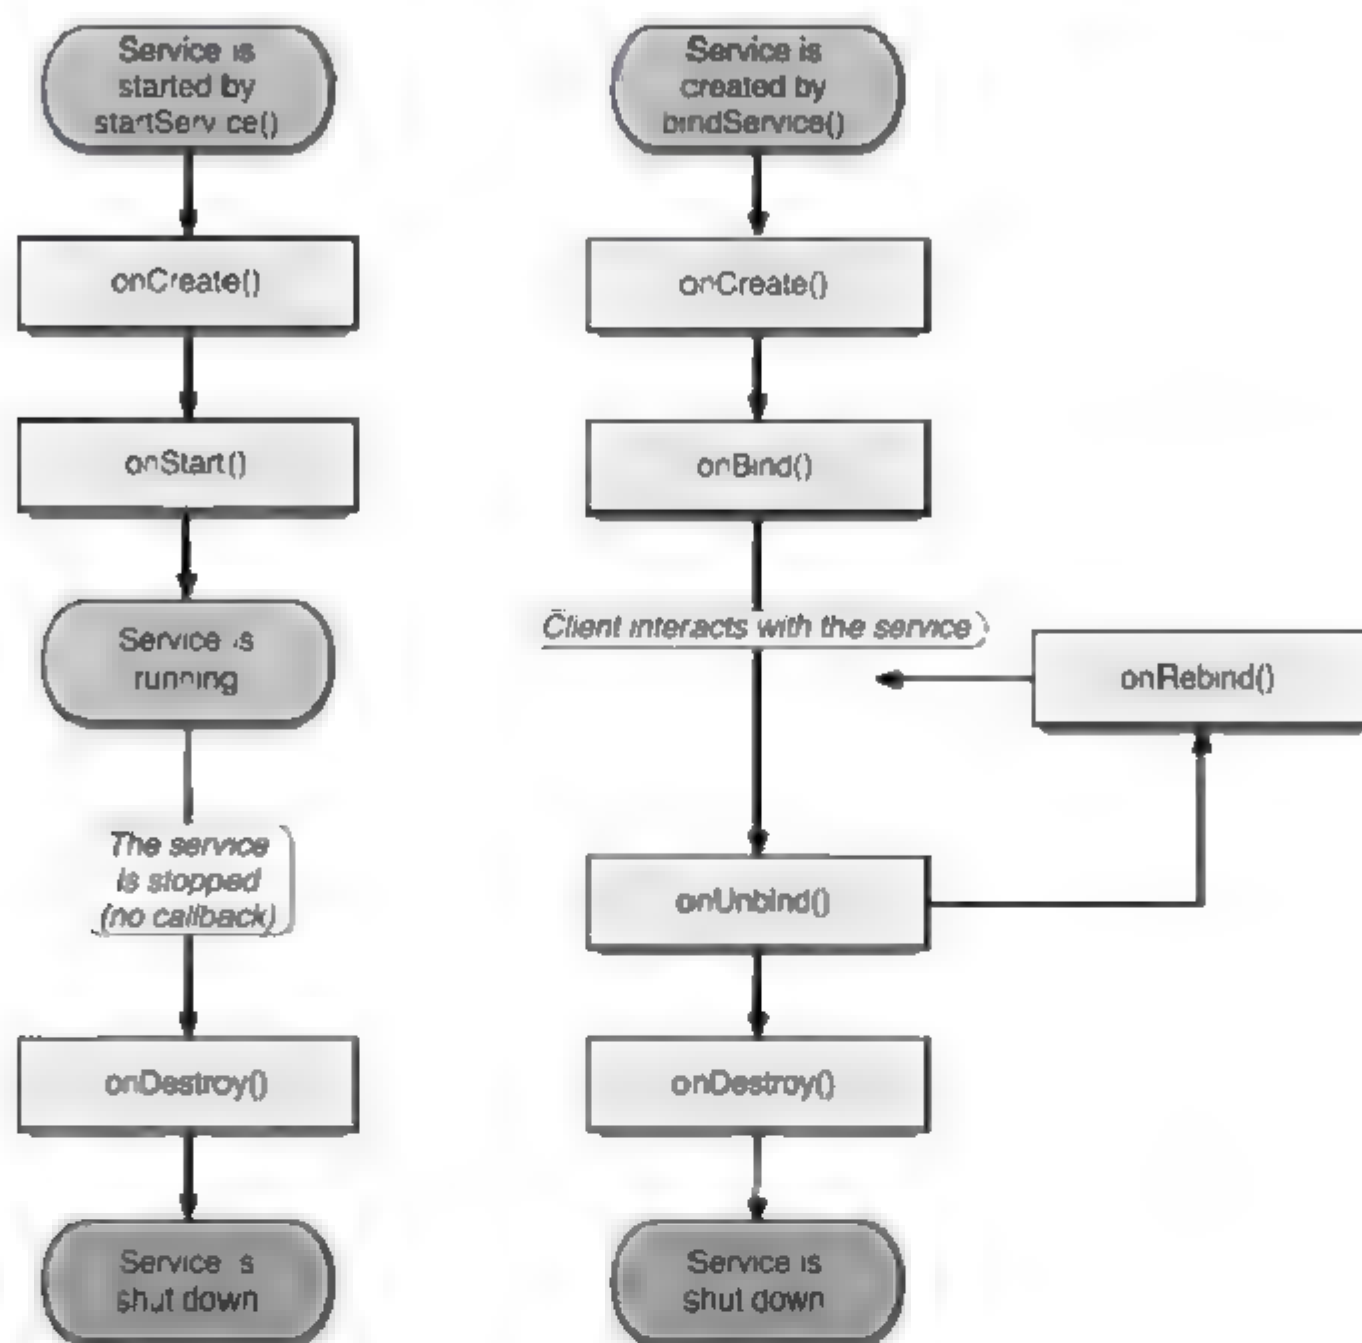 Service is
started by
startService()
onCreate()
onStart()
Service is
running
The service
is stopped
(no callback)
onDestroy()
Service is
shut down
Service is
created by
bindService()
onCreate()
onBind()
Client interacts with the service
onRebind()
onUnbind()
onDestroy()
Service is
shut down